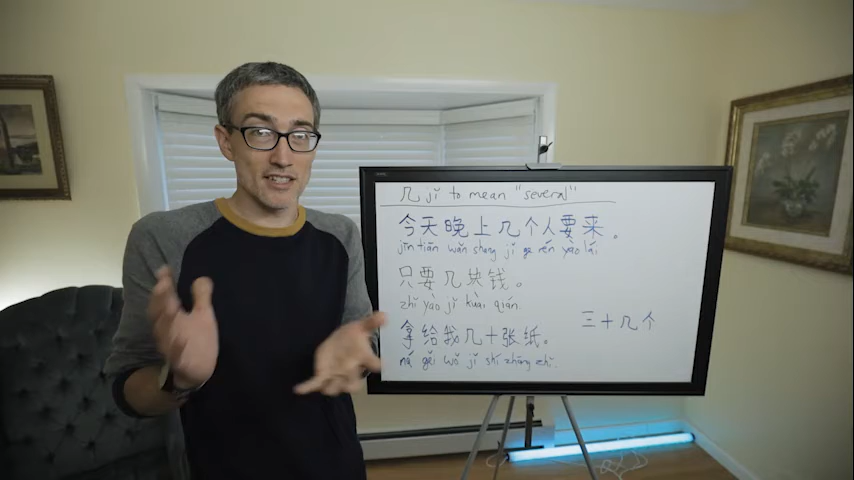 几 jǐ to mean "several"
今天晚上几个人要来。
jīn tiān wǎn shang jǐ ge rén yào lái
只要几块钱。
zhǐ yào jǐ kuài qián
拿给我几十张纸。
ná gěi wǒ jǐ shí zhāng zhǐ.
三十几个